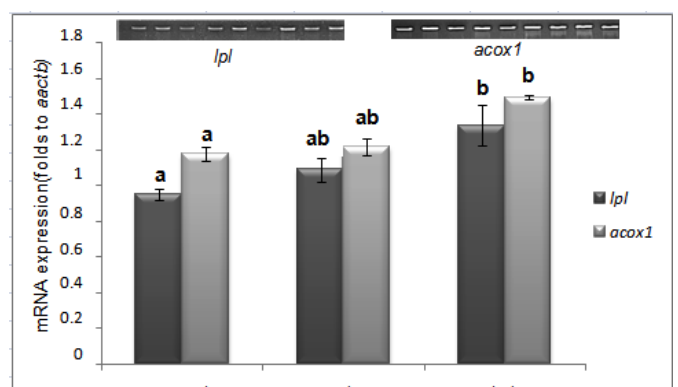 1.8
1.6
1.4
1.2
1
0.8
0.6
0.4
0.2
0
mRNA expression(folds to aactb)
lpl
acox1
a
a
ab
ab
b
b
lpl
acox1